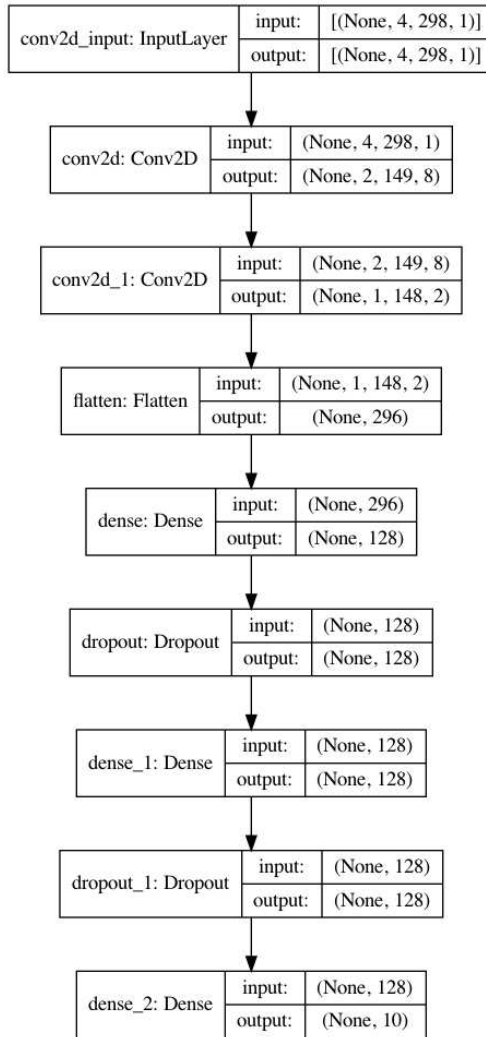 conv2d_input: InputLayer
input: [(None, 4, 298, 1)]
output: [(None, 4, 298, 1)]
conv2d: Conv2D
input: (None, 4, 298, 1)
output: (None, 2, 149, 8)
conv2d_1: Conv2D
input: (None, 2, 149, 8)
output: (None, 1, 148, 2)
flatten: Flatten
input: (None, 1, 148, 2)
output: (None, 296)
dense: Dense
input: (None, 296)
output: (None, 128)
dropout: Dropout
input: (None, 128)
output: (None, 128)
dense_1: Dense
input: (None, 128)
output: (None, 128)
dropout_1: Dropout
input: (None, 128)
output: (None, 128)
dense_2: Dense
input: (None, 128)
output: (None, 10)